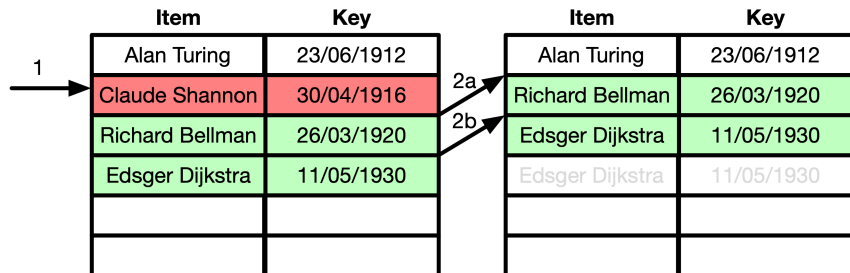 Item Key Item Key
Alan Turing 23/06/1912 Alan Turing 23/06/1912
1
Claude Shannon 30/04/1916 2a Richard Bellman 26/03/1920
Richard Bellman 26/03/1920 2b Edsger Dijkstra 11/05/1930
Edsger Dijkstra 11/05/1930 Edsger Dijkstra 11/05/1930